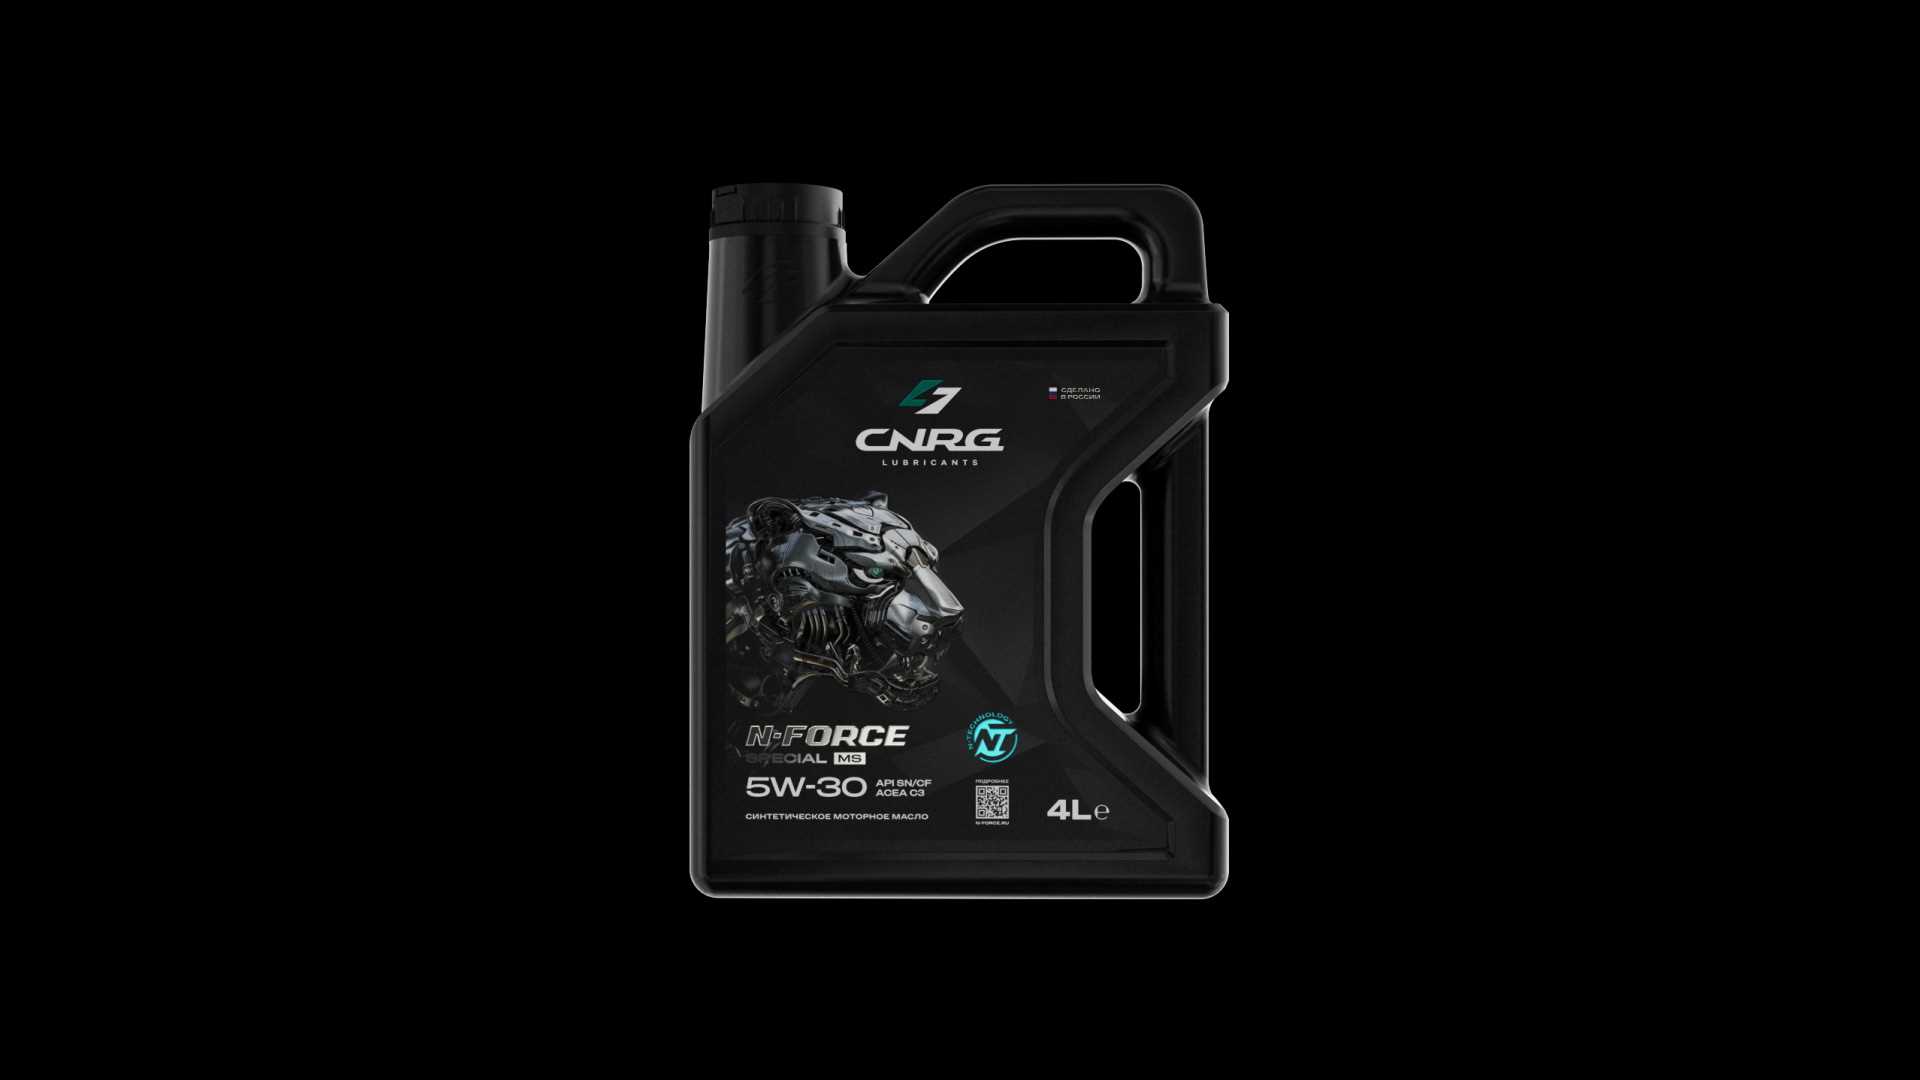 СДЕЛАНО
В РОССИИ
CNRG
LUBRICANTS
N-TECHNOLOGY
NT
N-FORCE
SPECIAL MS
5W-30
API SN/CF
ACEA C3
СИНТЕТИЧЕСКОЕ МОТОРНОЕ МАСЛО
ПОДРОБНЕЕ
N-FORCE.RU
4L e